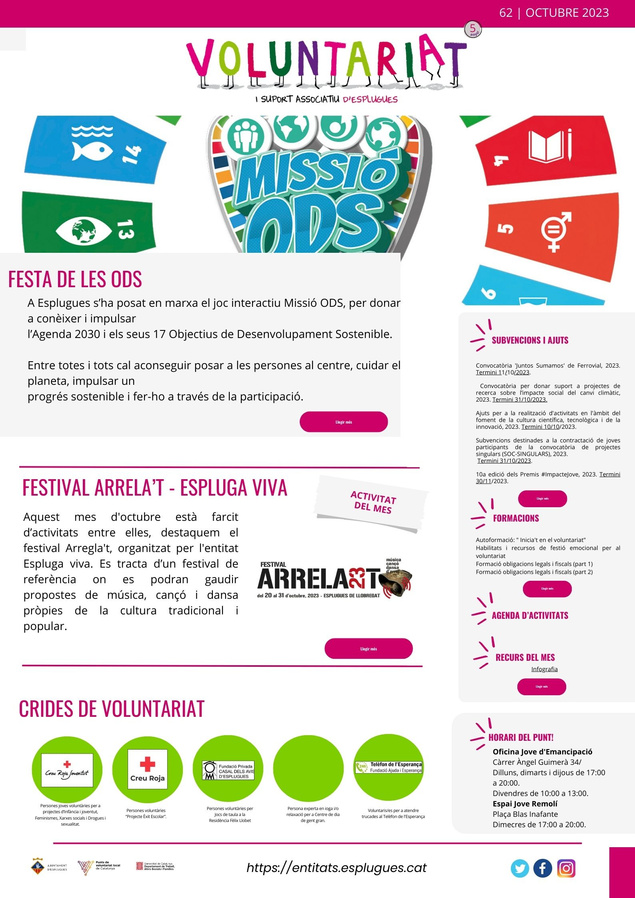 62 | OCTUBRE 2023
5
VOLUNTARIAT
I SUPORT ASSOCIATIU D'ESPLUGUES
14
13
MISSIÓ
ODS
4
5
6
FESTA DE LES ODS
A Esplugues s’ha posat en marxa el joc interactiu Missió ODS, per donar
a conèixer i impulsar
l’Agenda 2030 i els seus 17 Objectius de Desenvolupament Sostenible.
Entre totes i tots cal aconseguir posar a les persones al centre, cuidar el
planeta, impulsar un
progrés sostenible i fer-ho a través de la participació.
Llegir més
FESTIVAL ARRELA’T - ESPLUGA VIVA
ACTIVITAT
DEL MES
Aquest mes d'octubre està farcit
d’activitats entre elles, destaquem el
festival Arregla't, organitzat per l'entitat
Espluga viva. Es tracta d’un festival de
referència on es podran gaudir
propostes de música, cançó i dansa
pròpies de la cultura tradicional i
popular.
FESTIVAL
ARRELA'T
música
cançó
dansa
del 20 al 31 d'octubre, 2023 - ESPLUGUES DE LLOBREGAT
Llegir més
CRIDES DE VOLUNTARIAT
Creu Roja Joventut
Creu Roja
Fundació Privada
CASAL DELS AVIS
D'ESPLUGUES
Telèfon de l'Esperança
Fundació Ajuda i Esperança
Persones joves voluntàries per a
projectes d'Infància i joventut,
Feminismes, Xarxes socials i Drogues i
sexualitat.
Persones voluntàries
"Projecte Èxit Escolar".
Persones voluntàries per
Jocs de taula a la
Residència Fèlix Llobet
Persona experta en ioga i/o
relaxació per a Centre de dia
de gent gran.
Voluntaris/es per a atendre
trucades al Telèfon de l'Esperança
SUBVENCIONS I AJUTS
Convocatòria 'Juntos Sumamos' de Ferrovial, 2023.
Termini 11/10/2023.
Convocatòria per donar suport a projectes de
recerca sobre l’impacte social del canvi climàtic,
2023. Termini 31/10/2023.
Ajuts per a la realització d'activitats en l'àmbit del
foment de la cultura científica, tecnològica i de la
innovació, 2023. Termini 10/10/2023.
Subvencions destinades a la contractació de joves
participants de la convocatòria de projectes
singulars (SOC-SINGULARS), 2023.
Termini 31/10/2023.
10a edició dels Premis #ImpacteJove, 2023. Termini
30/11/2023.
Llegir més
FORMACIONS
Autoformació: " Inicia't en el voluntariat"
Habilitats i recursos de festió emocional per al
voluntariat
Formació obligacions legals i fiscals (part 1)
Formació obligacions legals i fiscals (part 2)
Llegir més
AGENDA D'ACTIVITATS
RECURS DEL MES
Infografia
Llegir més
HORARI DEL PUNT!
Oficina Jove d'Emancipació
Càrrer Àngel Guimerà 34/
Dilluns, dimarts i dijous de 17:00
a 20:00.
Divendres de 10:00 a 13:00.
Espai Jove Remolí
Plaça Blas Inafante
Dimecres de 17:00 a 20:00.
https://entitats.esplugues.cat